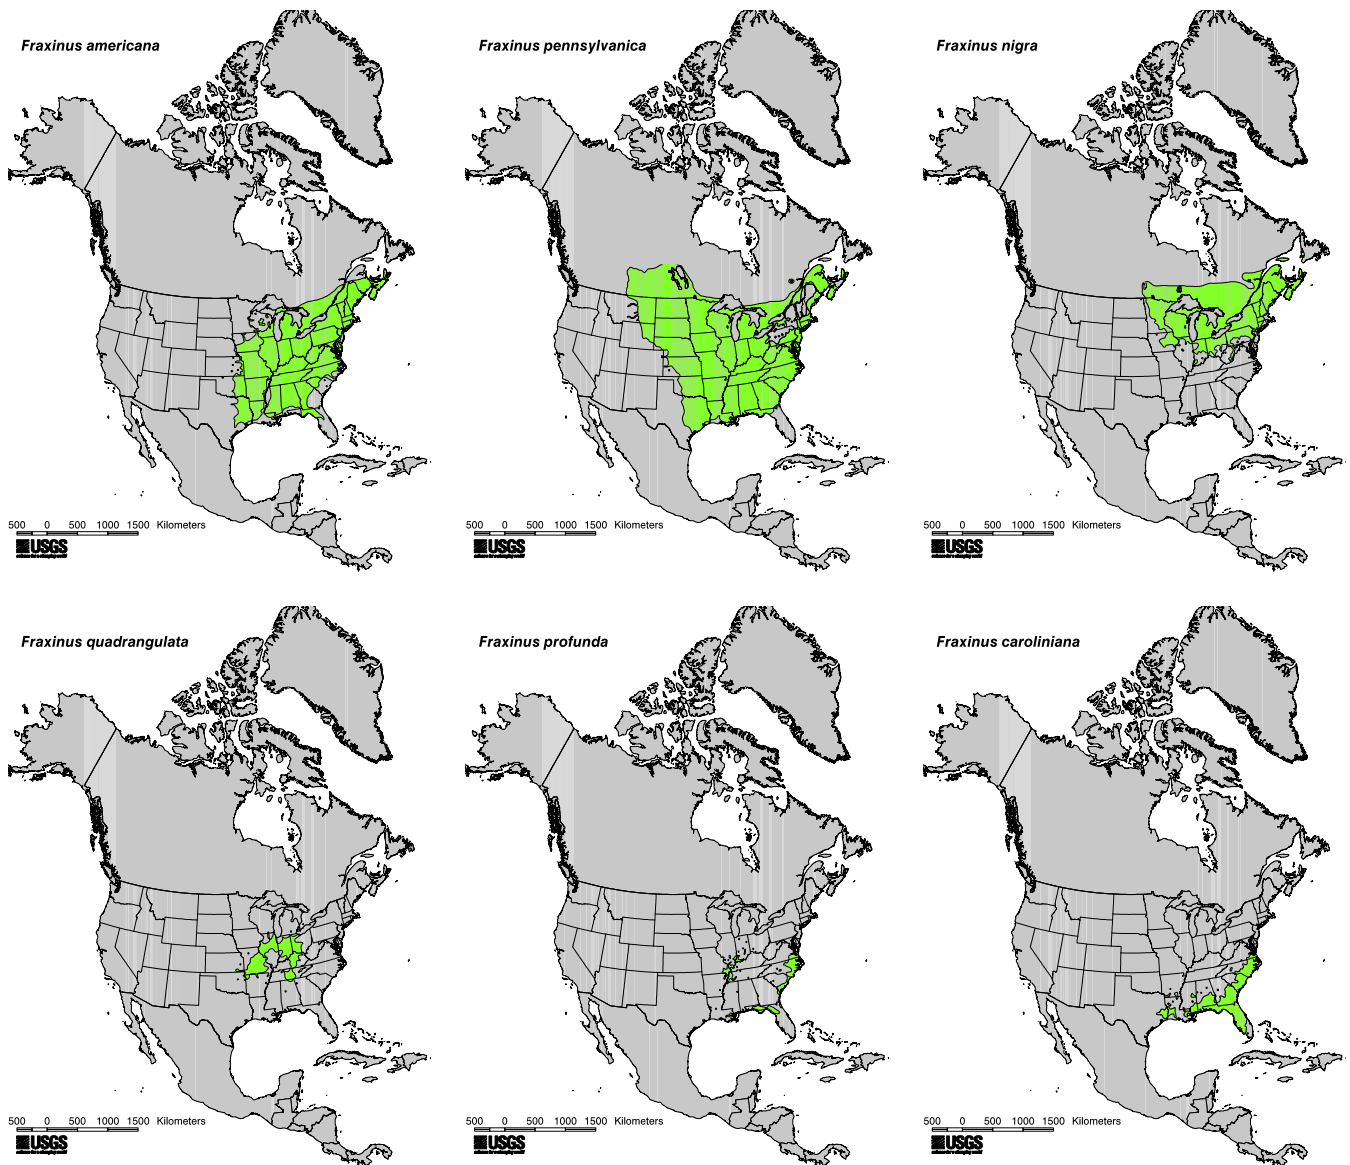 Fraxinus americana
Fraxinus pennsylvanica
Fraxinus nigra
500 0 500 1000 1500 Kilometers
USGS
500 0 500 1000 1500 Kilometers
USGS
500 0 500 1000 1500 Kilometers
USGS
Fraxinus quadrangulata
Fraxinus profunda
Fraxinus caroliniana
500 0 500 1000 1500 Kilometers
USGS
500 0 500 1000 1500 Kilometers
USGS
500 0 500 1000 1500 Kilometers
USGS